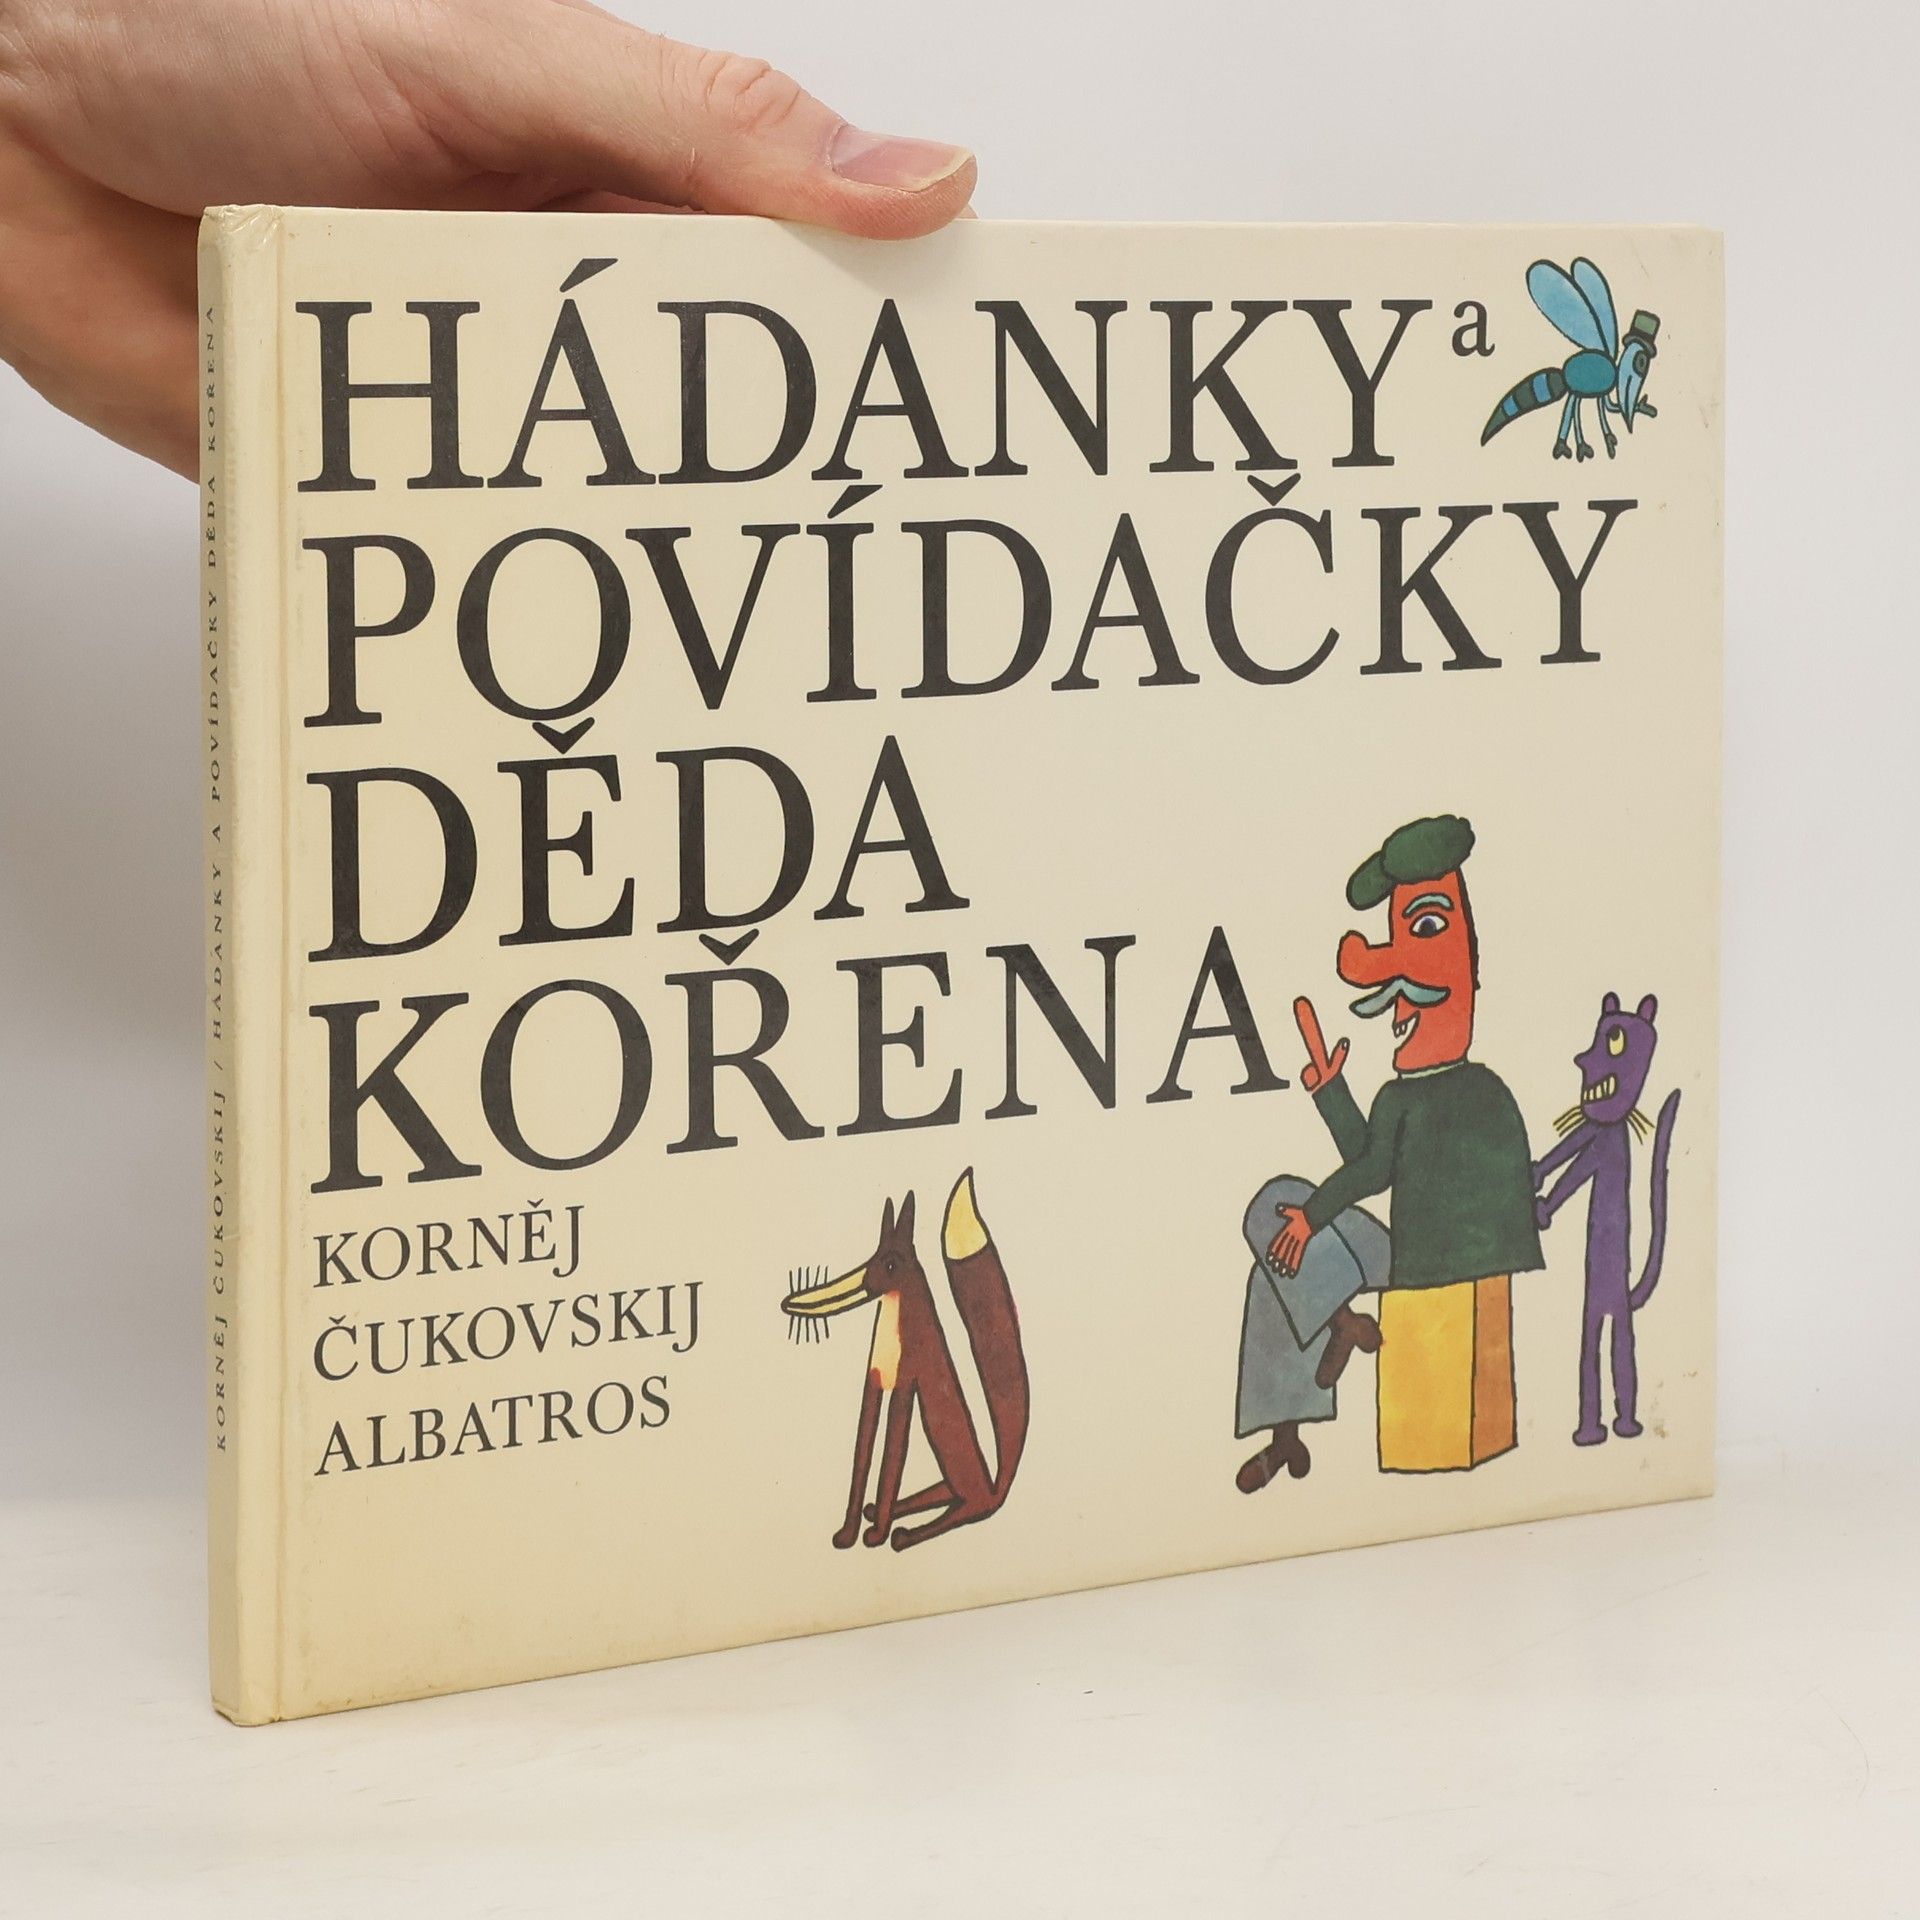 HÁDANKY a
POVÍDAČKY
DĚDA
KOŘENA
KORNĚJ
ČUKOVSKIJ
ALBATROS
KORNĚJ ČUKOVSKIJ / HÁDANKY A POVÍDAČKY DĚDA KOŘENA